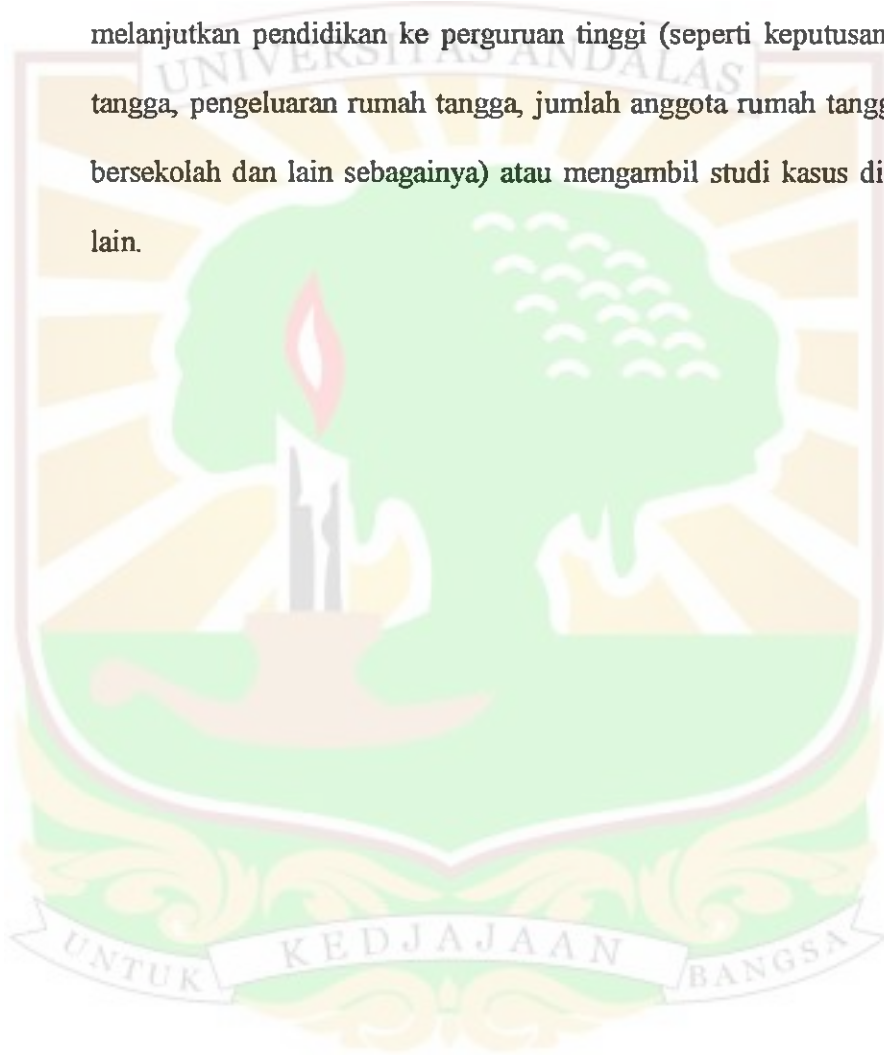 melanjutkan pendidikan ke perguruan tinggi (seperti keputusan
UNIVERSITAS ANDALAS
tangga, pengeluaran rumah tangga, jumlah anggota rumah tangg
bersekolah dan lain sebagainya) atau mengambil studi kasus di
lain.
UNTUK KEDJAJAAN BANGSA